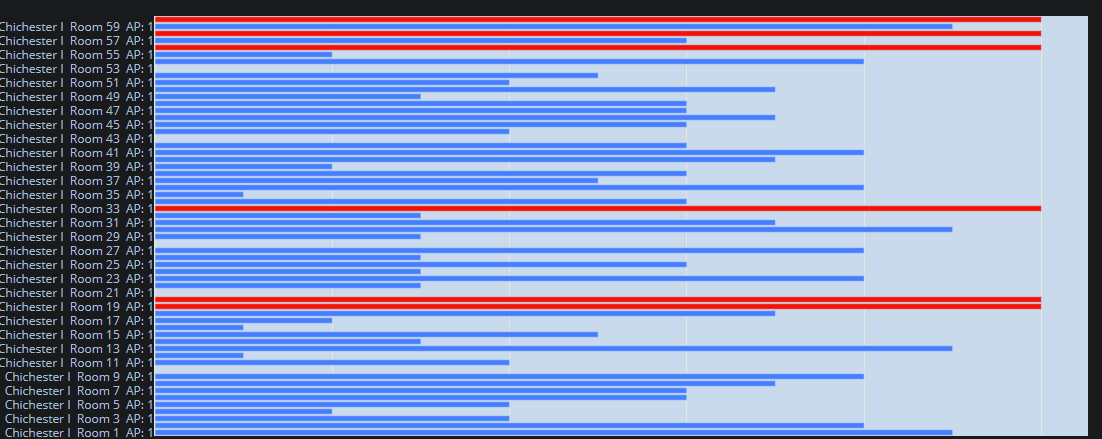 Chichester I Room 59 AP: 1
Chichester I Room 57 AP: 1
Chichester I Room 55 AP: 1
Chichester I Room 53 AP: 1
Chichester I Room 51 AP: 1
Chichester I Room 49 AP: 1
Chichester I Room 47 AP: 1
Chichester I Room 45 AP: 1
Chichester I Room 43 AP: 1
Chichester I Room 41 AP: 1
Chichester I Room 39 AP: 1
Chichester I Room 37 AP: 1
Chichester I Room 35 AP: 1
Chichester I Room 33 AP: 1
Chichester I Room 31 AP: 1
Chichester I Room 29 AP: 1
Chichester I Room 27 AP: 1
Chichester I Room 25 AP: 1
Chichester I Room 23 AP: 1
Chichester I Room 21 AP: 1
Chichester I Room 19 AP: 1
Chichester I Room 17 AP: 1
Chichester I Room 15 AP: 1
Chichester I Room 13 AP: 1
Chichester I Room 11 AP: 1
Chichester I Room 9 AP: 1
Chichester I Room 7 AP: 1
Chichester I Room 5 AP: 1
Chichester I Room 3 AP: 1
Chichester I Room 1 AP: 1